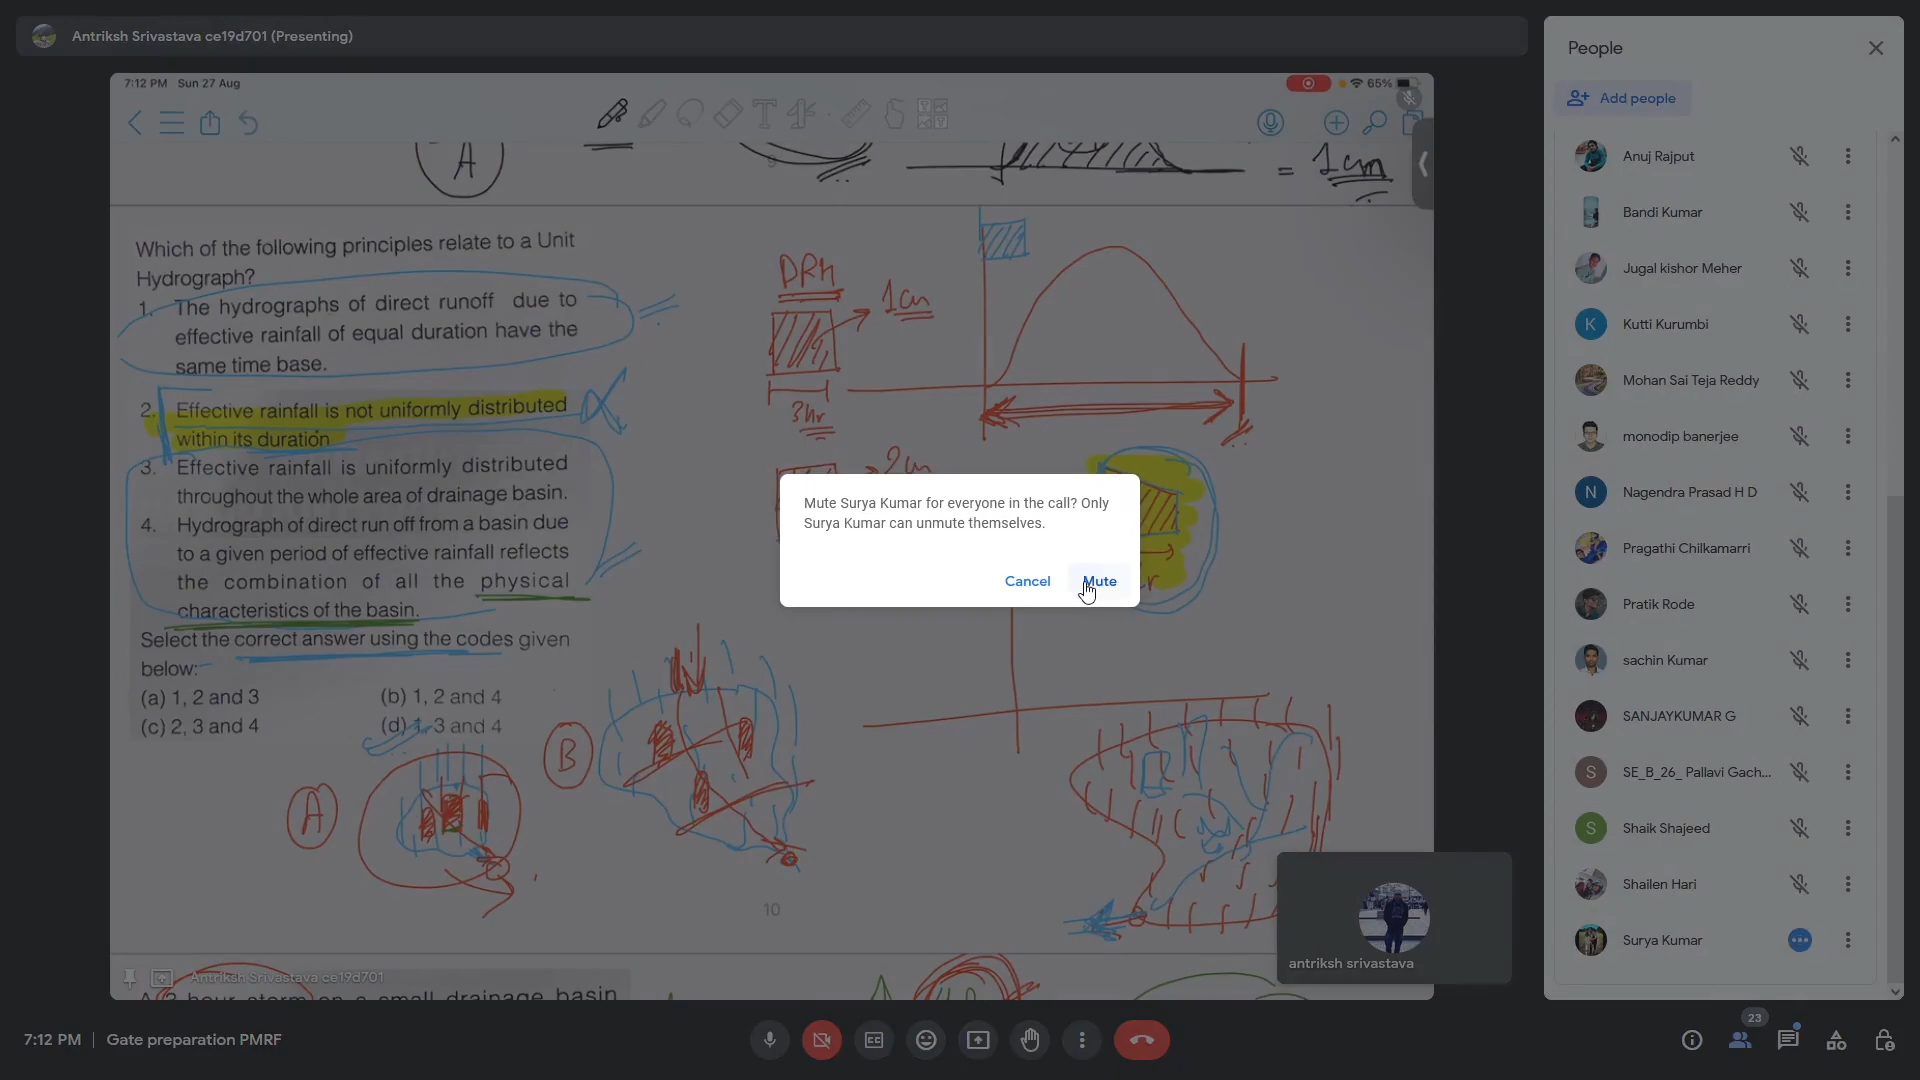 Antriksh Srivastava ce19d701 (Presenting)
7:12 PM Sun 27 Aug
65%
A
= 1cm
Which of the following principles relate to a Unit
Hydrograph?
1. The hydrographs of direct runoff due to
effective rainfall of equal duration have the
same time base.
2. Effective rainfall is not uniformly distributed
within its duration
3. Effective rainfall is uniformly distributed
throughout the whole area of drainage basin.
4. Hydrograph of direct run off from a basin due
to a given period of effective rainfall reflects
the combination of all the physical
characteristics of the basin.
Select the correct answer using the codes given
below:
(a) 1, 2 and 3 (b) 1, 2 and 4
(c) 2, 3 and 4 (d) 1, 3 and 4
DRH
1cm
3hr
2cm
A
B
10
Antriksh Srivastava ce19d701
hour storm on a small drainage basin
Mute Surya Kumar for everyone in the call? Only
Surya Kumar can unmute themselves.
Cancel Mute
antriksh srivastava
People
Add people
Anuj Rajput
Bandi Kumar
Jugal kishor Meher
K Kutti Kurumbi
Mohan Sai Teja Reddy
monodip banerjee
N Nagendra Prasad H D
Pragathi Chilkamarri
Pratik Rode
sachin Kumar
SANJAYKUMAR G
S SE_B_26_ Pallavi Gach...
S Shaik Shajeed
Shailen Hari
Surya Kumar
7:12 PM | Gate preparation PMRF
23